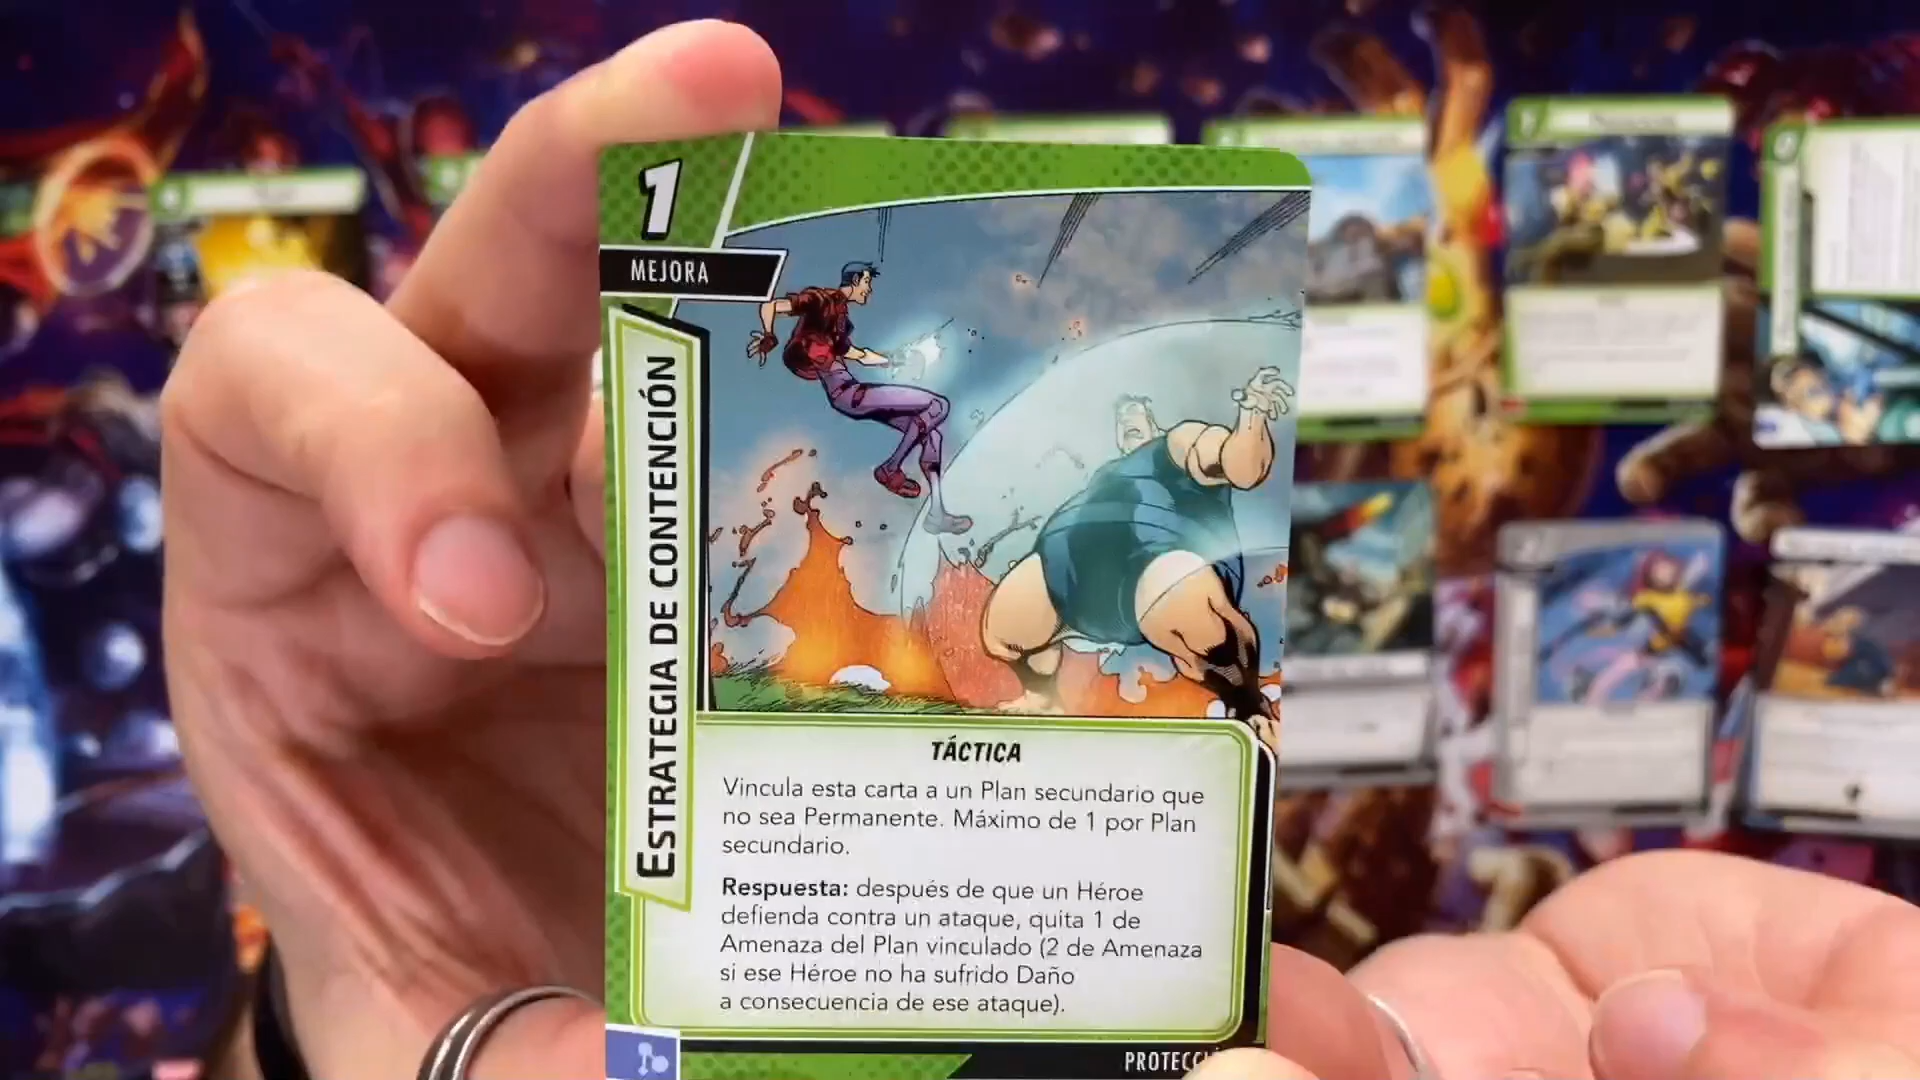 1
MEJORA
ESTRATEGIA DE CONTENCIÓN
TÁCTICA
Vincula esta carta a un Plan secundario que
no sea Permanente. Máximo de 1 por Plan
secundario.
Respuesta: después de que un Héroe
defienda contra un ataque, quita 1 de
Amenaza del Plan vinculado (2 de Amenaza
si ese Héroe no ha sufrido Daño
a consecuencia de ese ataque).